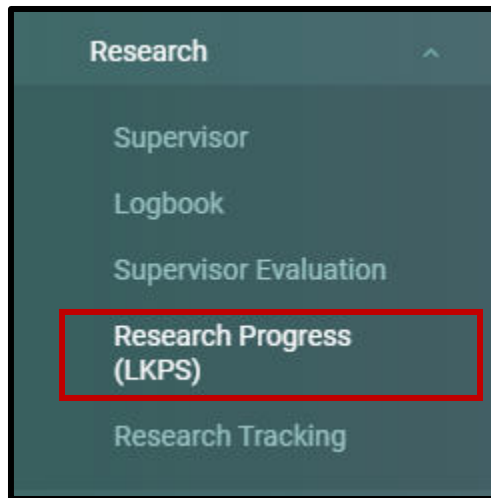 Research
Supervisor
Logbook
Supervisor Evaluation
Research Progress
(LKPS)
Research Tracking